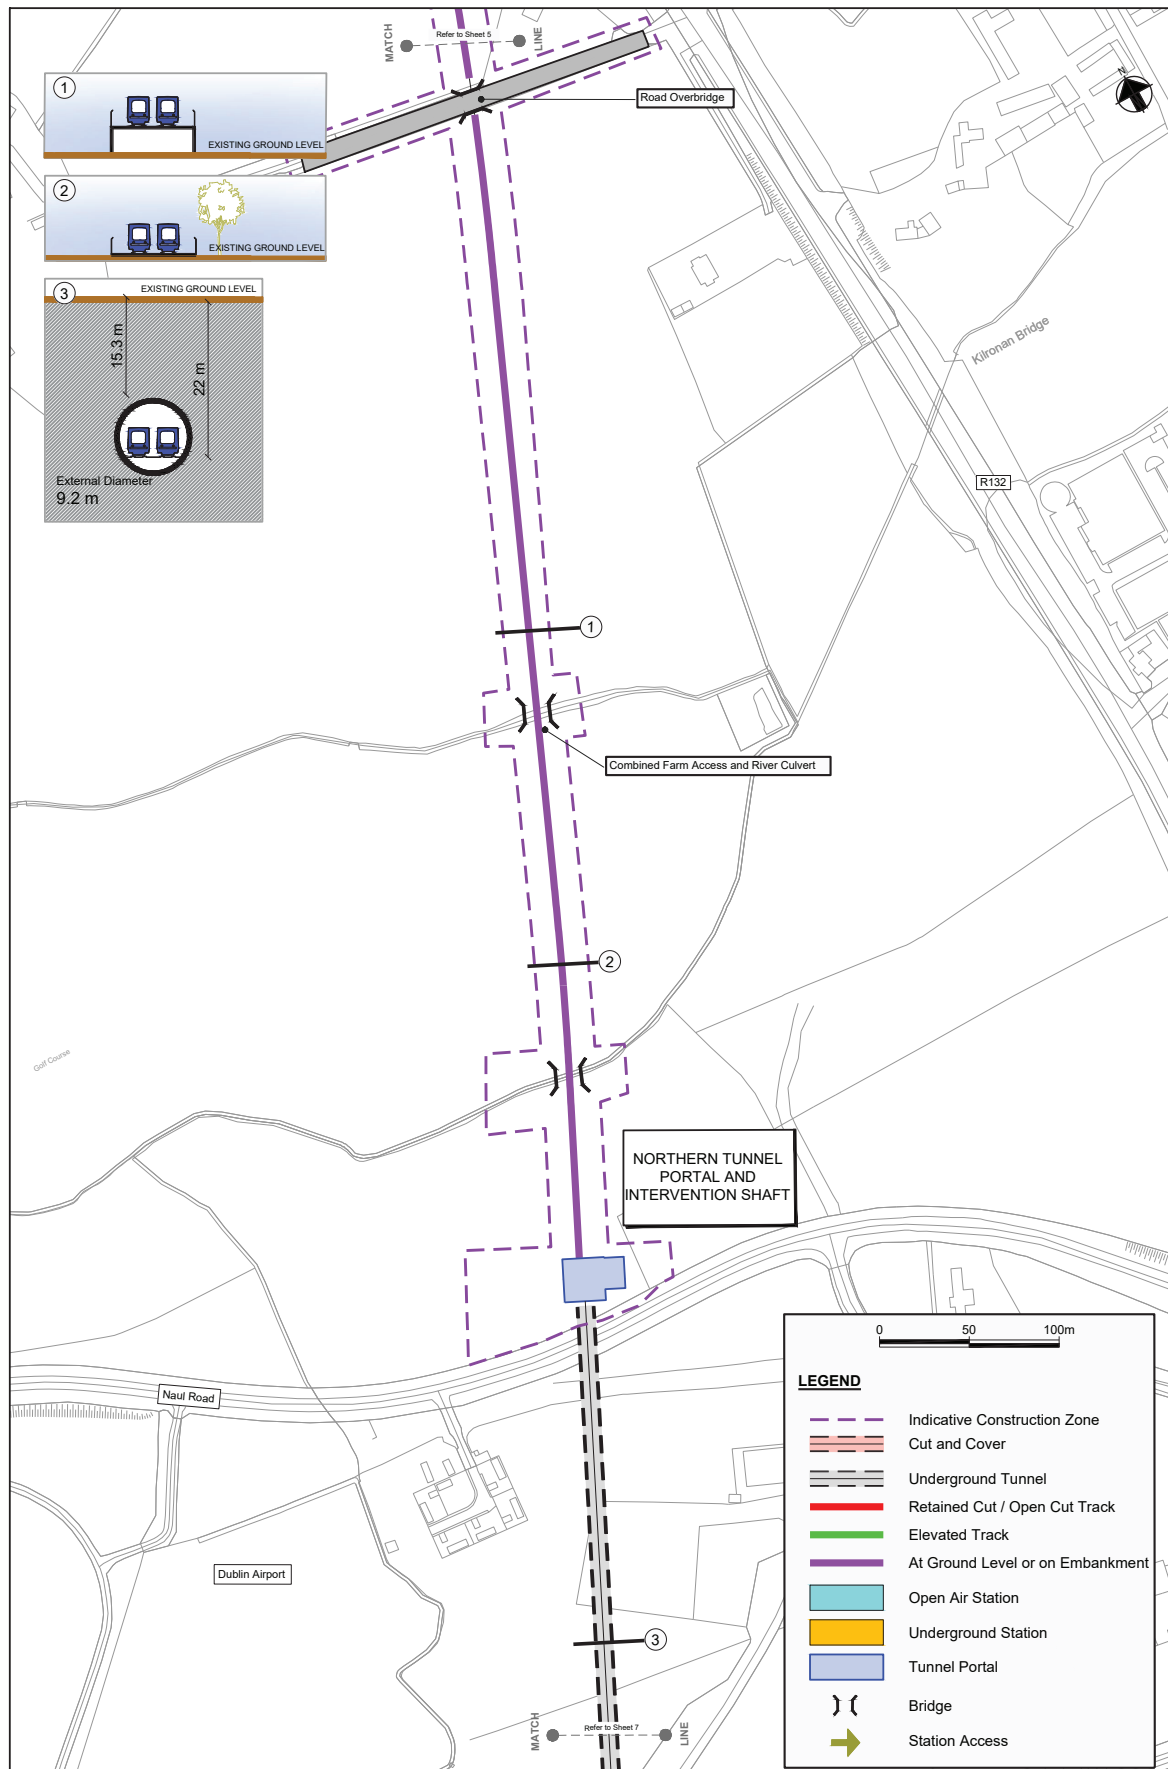 MATCH
Refer to Sheet 5
LINE
N
1
EXISTING GROUND LEVEL
Road Overbridge
2
EXISTING GROUND LEVEL
3
EXISTING GROUND LEVEL
15.3 m
22 m
External Diameter
9.2 m
Kilronan Bridge
R132
1
Combined Farm Access and River Culvert
2
Golf Course
NORTHERN TUNNEL
PORTAL AND
INTERVENTION SHAFT
Naul Road
Dublin Airport
3
MATCH
Refer to Sheet 7
LINE
0 50 100m
LEGEND
Indicative Construction Zone
Cut and Cover
Underground Tunnel
Retained Cut / Open Cut Track
Elevated Track
At Ground Level or on Embankment
Open Air Station
Underground Station
Tunnel Portal
Bridge
Station Access